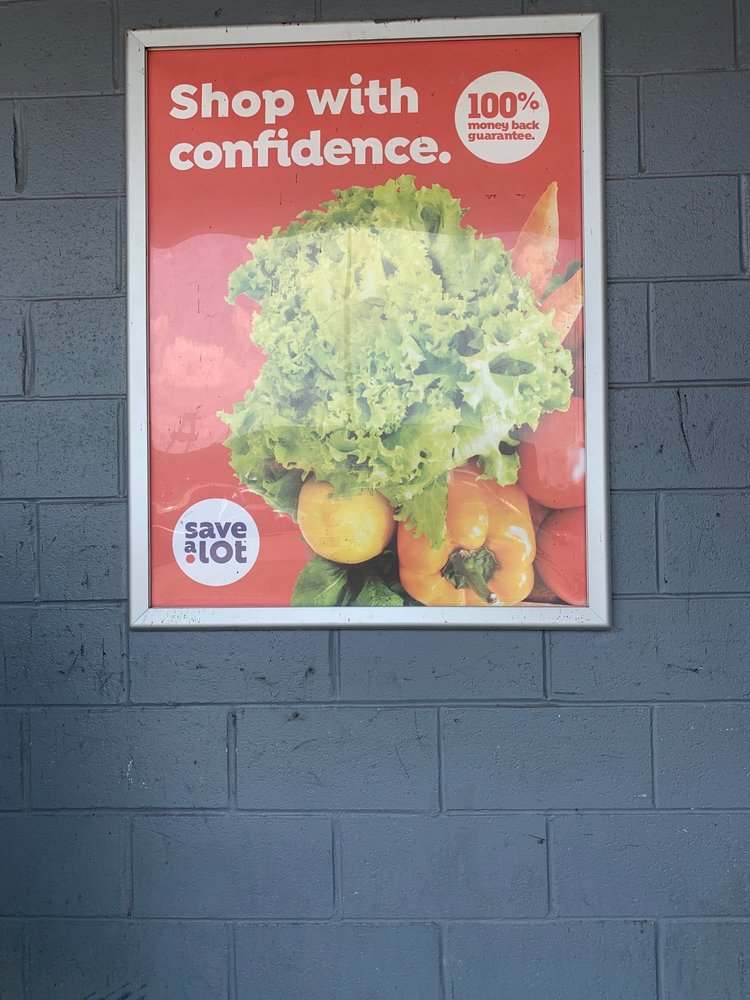 Shop with
confidence.
100%
money back
guarantee.
save
a.lot